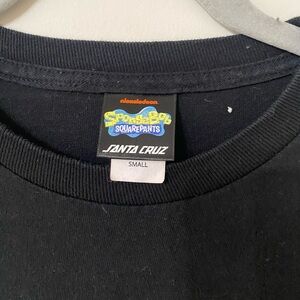 nickelodeon
SPONGEBOB
SQUAREPANTS
SANTA CRUZ
SMALL